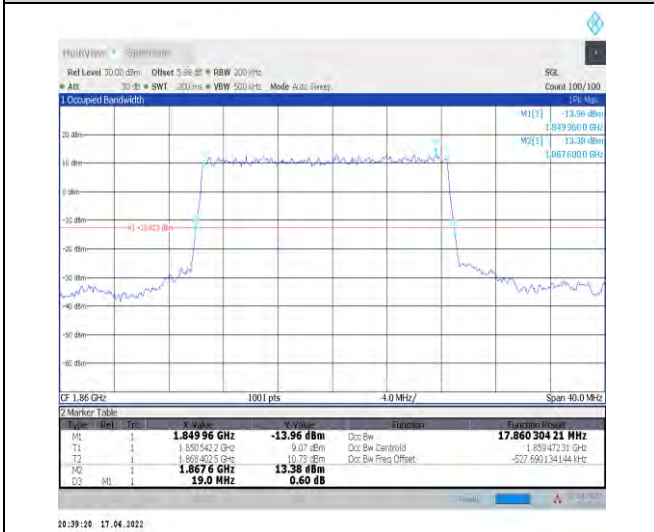 MultiView Spectrum
Ref Level 30.00 dBm Offset 5.88 dB RBW 200 kHz SGL
Att 30 dB SWT 200 ms VBW 500 kHz Mode Auto Sweep Count 100/100
1 Occupied Bandwidth 1Pk Max
M1[1] -13.96 dBm
1.849 960 0 GHz
M2[1] 13.38 dBm
1.867 600 0 GHz
20 dBm
10 dBm
0 dBm
-10 dBm
-20 dBm
-30 dBm
-40 dBm
-50 dBm
-60 dBm
CF 1.86 GHz 1001 pts 4.0 MHz/ Span 40.0 MHz
2 Marker Table
Type Ref Trc X-Value Y-Value Function Function Result
M1 1 1.849 96 GHz -13.96 dBm Occ Bw 17.860 304 21 MHz
T1 1 1.850 542 2 GHz 9.07 dBm Occ Bw Centroid 1.859 472 31 GHz
T2 1 1.868 402 5 GHz 10.73 dBm Occ Bw Freq Offset -527.690 134 144 kHz
M2 1 1.867 6 GHz 13.38 dBm
D3 M1 1 19.0 MHz 0.60 dB
20:39:20 17.04.2022